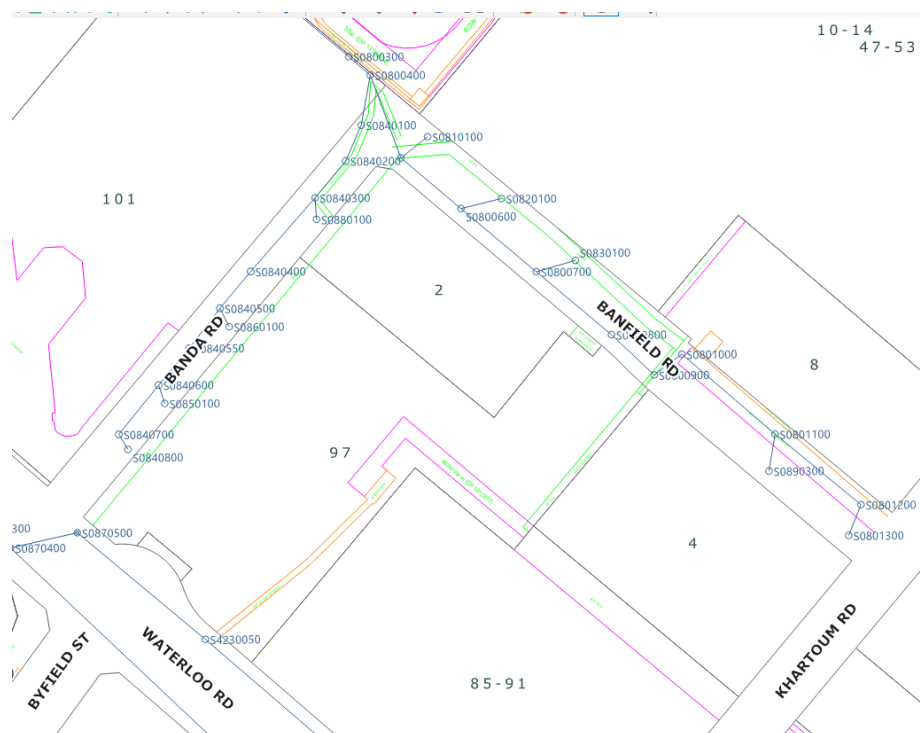 10-14
47-53
ROW
S0800300
S0800400
S0840100
S0810100
S0840200
101
S0840300
S0820100
S0880100
S0800600
S0830100
S0840400
S0800700
2
S0840500
BANFIELD RD
S0860100
BANDA RD
S0801000
8
S0840600
S0850100
S0840700
S0801100
97
S0840800
S0890300
S0801200
300
S0870500
S0801300
S0870400
4
S4230050
WATERLOO RD
BYFIELD ST
KHARTOUM RD
85-91